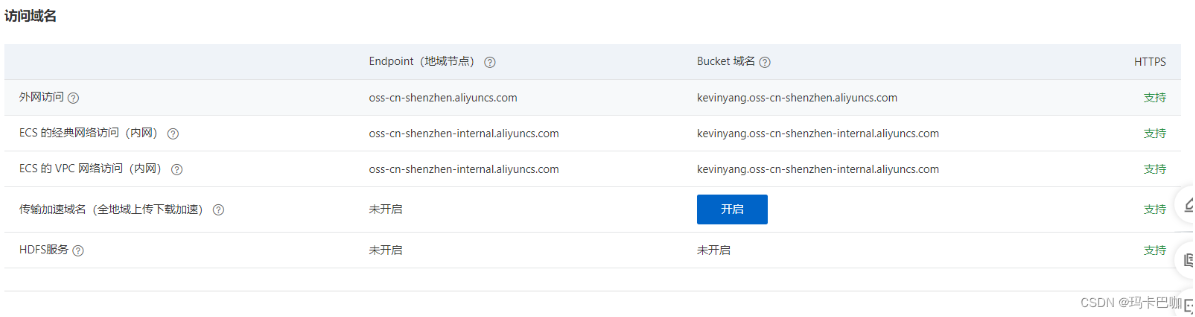 访问域名
Endpoint（地域节点） Bucket 域名 HTTPS
外网访问 oss-cn-shenzhen.aliyuncs.com kevinyang.oss-cn-shenzhen.aliyuncs.com 支持
ECS 的经典网络访问（内网） oss-cn-shenzhen-internal.aliyuncs.com kevinyang.oss-cn-shenzhen-internal.aliyuncs.com 支持
ECS 的 VPC 网络访问（内网） oss-cn-shenzhen-internal.aliyuncs.com kevinyang.oss-cn-shenzhen-internal.aliyuncs.com 支持
传输加速域名（全地域上传下载加速） 未开启 开启 支持
HDFS服务 未开启 未开启 支持
CSDN @玛卡巴咖